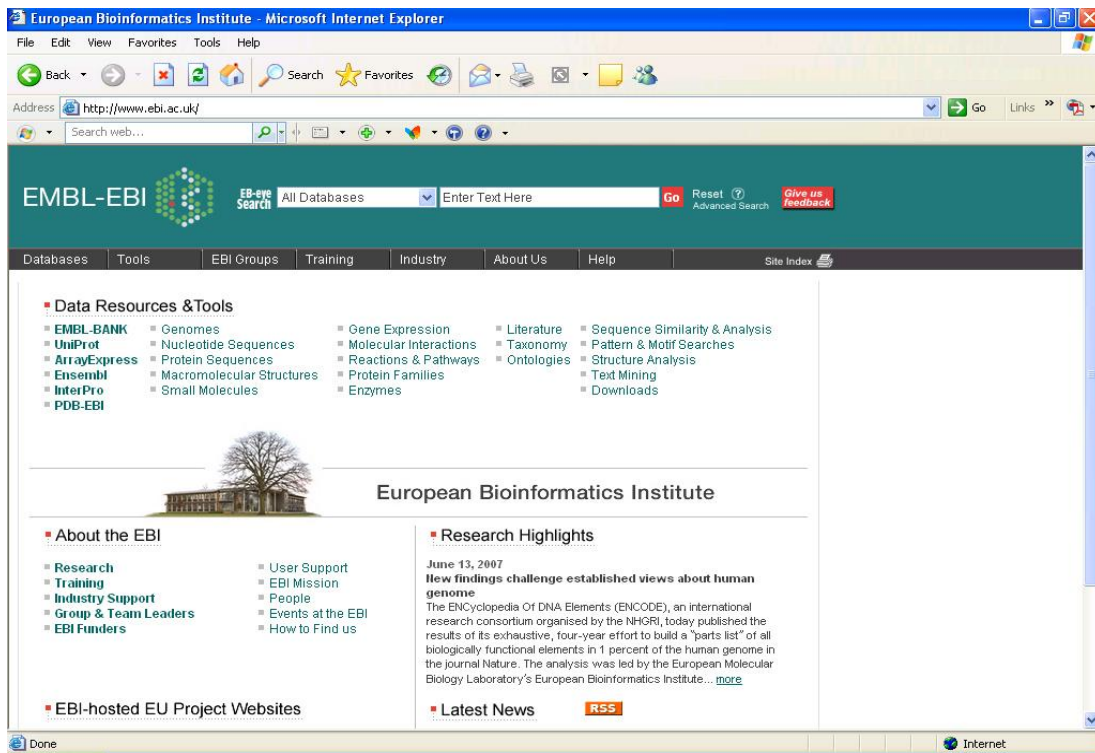 European Bioinformatics Institute - Microsoft Internet Explorer
File Edit View Favorites Tools Help
Back Search Favorites
Address http://www.ebi.ac.uk/ Go Links »
Search web...
EMBL-EBI EB-eye Search All Databases Enter Text Here Go Reset ? Advanced Search Give us feedback
Databases Tools EBI Groups Training Industry About Us Help Site Index
Data Resources &Tools
EMBL-BANK Genomes Gene Expression Literature Sequence Similarity & Analysis
UniProt Nucleotide Sequences Molecular Interactions Taxonomy Pattern & Motif Searches
ArrayExpress Protein Sequences Reactions & Pathways Ontologies Structure Analysis
Ensembl Macromolecular Structures Protein Families Text Mining
InterPro Small Molecules Enzymes Downloads
PDB-EBI
European Bioinformatics Institute
About the EBI
Research User Support
Training EBI Mission
Industry Support People
Group & Team Leaders Events at the EBI
EBI Funders How to Find us
Research Highlights
June 13, 2007
New findings challenge established views about human
genome
The ENCyclopedia Of DNA Elements (ENCODE), an international
research consortium organised by the NHGRI, today published the
results of its exhaustive, four-year effort to build a "parts list" of all
biologically functional elements in 1 percent of the human genome in
the journal Nature. The analysis was led by the European Molecular
Biology Laboratory's European Bioinformatics Institute... more
EBI-hosted EU Project Websites
Latest News RSS
Done Internet